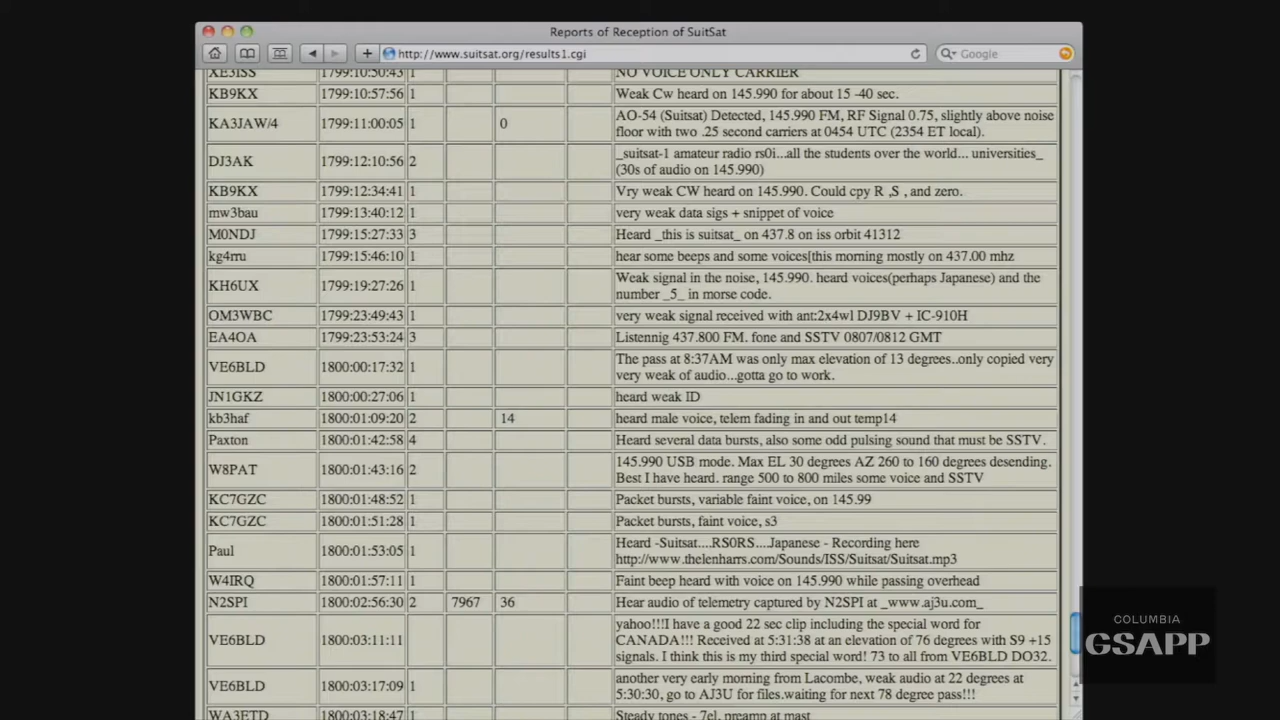 Reports of Reception of SuitSat
http://www.suitsat.org/results1.cgi
Google
XE3ISS 1799:10:50:43 1 NO VOICE ONLY CARRIER
KB9KX 1799:10:57:56 1 Weak Cw heard on 145.990 for about 15 -40 sec.
KA3JAW/4 1799:11:00:05 1 0 AO-54 (Suitsat) Detected, 145.990 FM, RF Signal 0.75, slightly above noise
floor with two .25 second carriers at 0454 UTC (2354 ET local).
DJ3AK 1799:12:10:56 2 _suitsat-1 amateur radio rs0i...all the students over the world... universities_
(30s of audio on 145.990)
KB9KX 1799:12:34:41 1 Vry weak CW heard on 145.990. Could cpy R ,S , and zero.
mw3bau 1799:13:40:12 1 very weak data sigs + snippet of voice
M0NDJ 1799:15:27:33 3 Heard _this is suitsat_ on 437.8 on iss orbit 41312
kg4rru 1799:15:46:10 1 hear some beeps and some voices[this morning mostly on 437.00 mhz
KH6UX 1799:19:27:26 1 Weak signal in the noise, 145.990. heard voices(perhaps Japanese) and the
number _5_ in morse code.
OM3WBC 1799:23:49:43 1 very weak signal received with ant:2x4wl DJ9BV + IC-910H
EA4OA 1799:23:53:24 3 Listennig 437.800 FM. fone and SSTV 0807/0812 GMT
VE6BLD 1800:00:17:32 1 The pass at 8:37AM was only max elevation of 13 degrees..only copied very
very weak of audio...gotta go to work.
JN1GKZ 1800:00:27:06 1 heard weak ID
kb3haf 1800:01:09:20 2 14 heard male voice, telem fading in and out temp14
Paxton 1800:01:42:58 4 Heard several data bursts, also some odd pulsing sound that must be SSTV.
W8PAT 1800:01:43:16 2 145.990 USB mode. Max EL 30 degrees AZ 260 to 160 degrees desending.
Best I have heard. range 500 to 800 miles some voice and SSTV
KC7GZC 1800:01:48:52 1 Packet bursts, variable faint voice, on 145.99
KC7GZC 1800:01:51:28 1 Packet bursts, faint voice, s3
Paul 1800:01:53:05 1 Heard -Suitsat....RS0RS....Japanese - Recording here
http://www.thelenharrs.com/Sounds/ISS/Suitsat/Suitsat.mp3
W4IRQ 1800:01:57:11 1 Faint beep heard with voice on 145.990 while passing overhead
N2SPI 1800:02:56:30 2 7967 36 Hear audio of telemetry captured by N2SPI at _www.aj3u.com_
VE6BLD 1800:03:11:11 yahoo!!!I have a good 22 sec clip including the special word for
CANADA!!! Received at 5:31:38 at an elevation of 76 degrees with S9 +15
signals. I think this is my third special word! 73 to all from VE6BLD DO32.
VE6BLD 1800:03:17:09 1 another very early morning from Lacombe, weak audio at 22 degrees at
5:30:30, go to AJ3U for files.waiting for next 78 degree pass!!!
WA3ETD 1800:03:18:47 1 Steady tones - 7el, preamp at mast
COLUMBIA
GSAPP